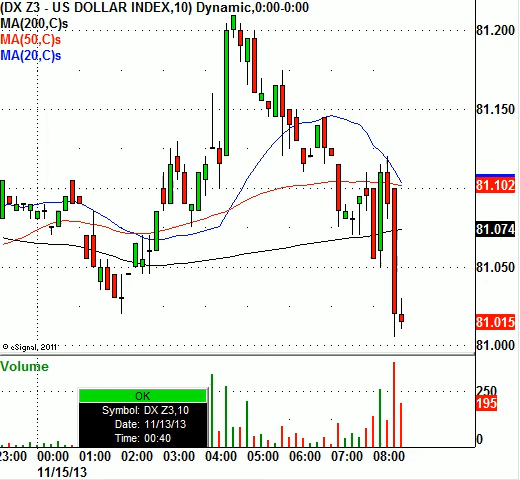 (DX Z3 - US DOLLAR INDEX,10) Dynamic,0:00-0:00
MA(200,C)s
MA(50,C)s
MA(20,C)s
81.200
81.150
81.102
81.074
81.050
81.015
81.000
© eSignal, 2011
Volume
250
195
0
OK
Symbol: DX Z3,10
Date: 11/13/13
Time: 00:40
23:00 00:00 01:00 02:00 03:00 04:00 05:00 06:00 07:00 08:00
11/15/13